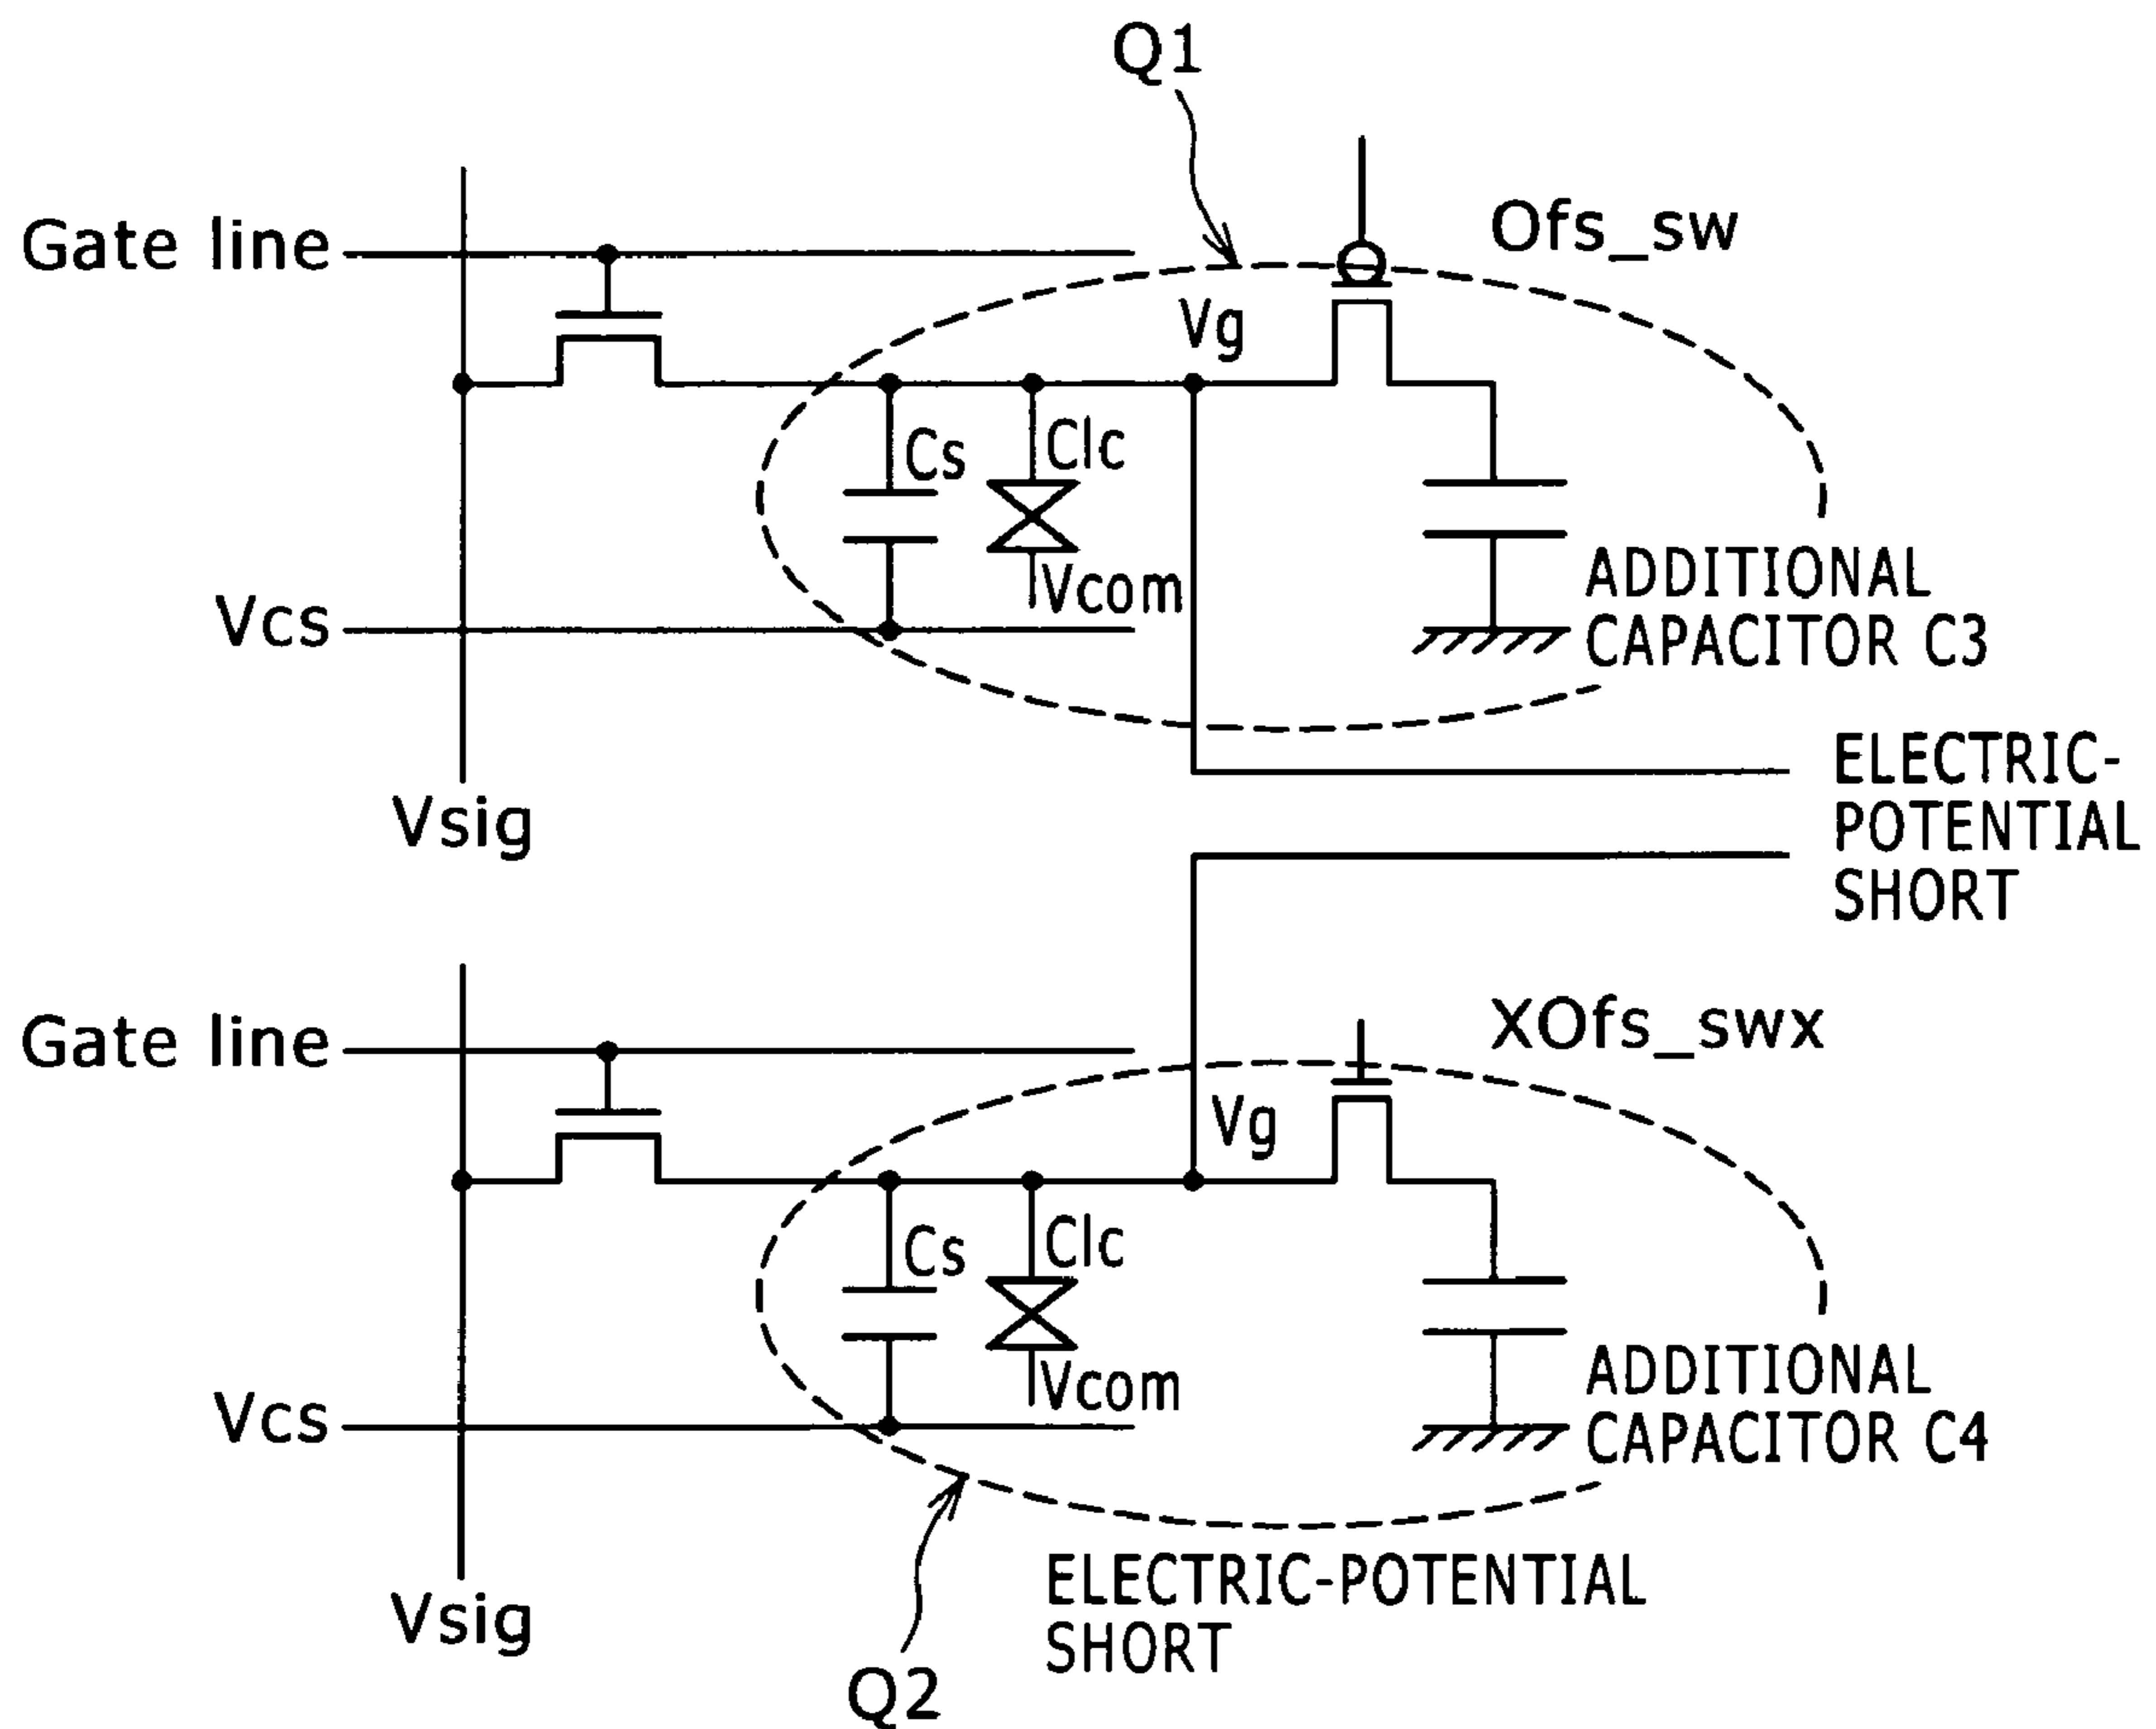 Q1
Ofs_sw
Gate line
Vg
Cs
Clc
Vcom
ADDITIONAL
CAPACITOR C3
Vcs
ELECTRIC-
POTENTIAL
SHORT
Vsig
XOfs_swx
Gate line
Vg
Cs
Clc
Vcom
ADDITIONAL
CAPACITOR C4
Vcs
ELECTRIC-POTENTIAL
SHORT
Vsig
Q2